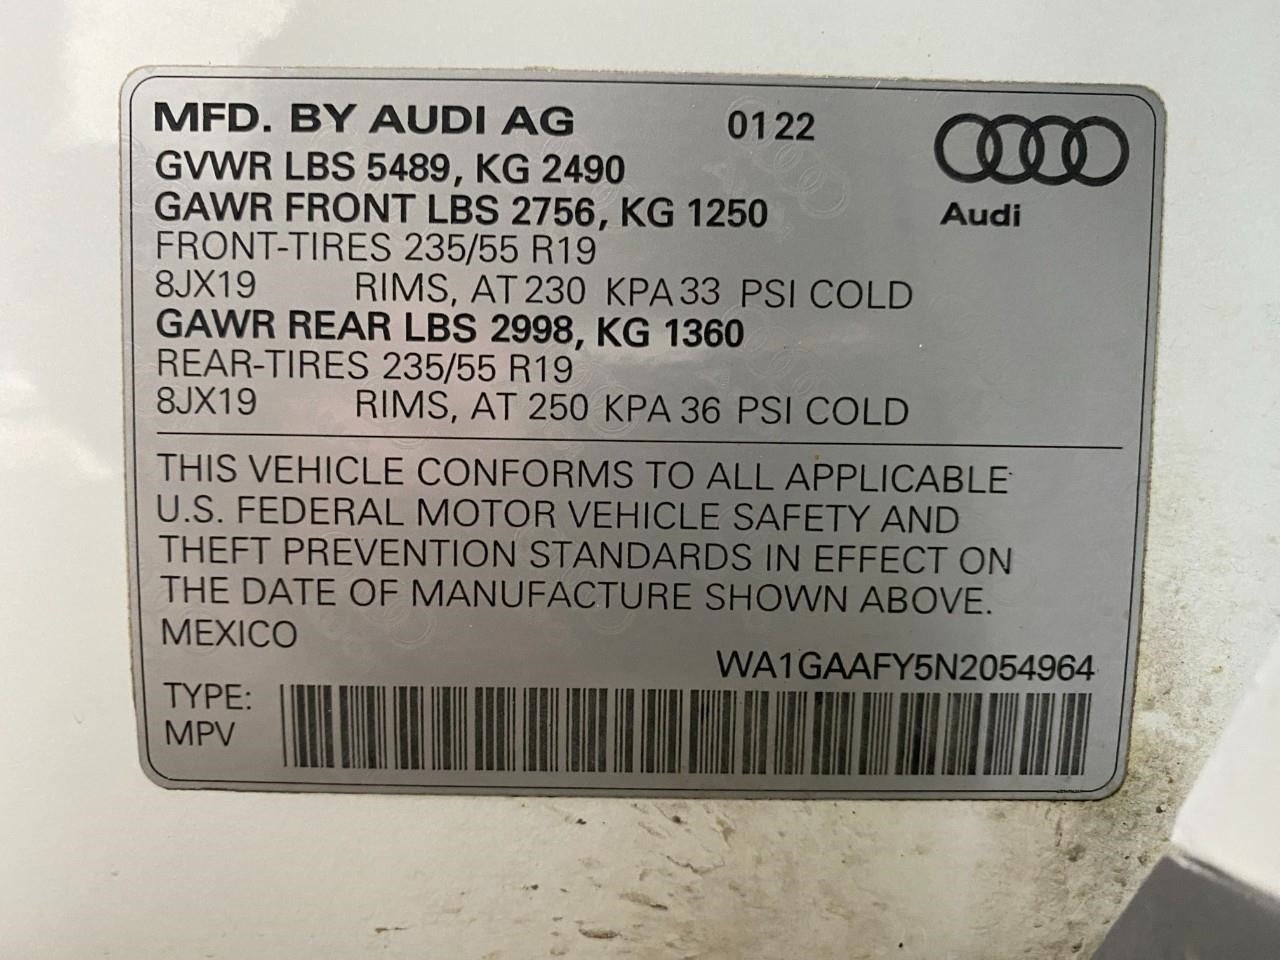 MFD. BY AUDI AG 0122
GVWR LBS 5489, KG 2490
GAWR FRONT LBS 2756, KG 1250
Audi
FRONT-TIRES 235/55 R19
8JX19 RIMS, AT 230 KPA 33 PSI COLD
GAWR REAR LBS 2998, KG 1360
REAR-TIRES 235/55 R19
8JX19 RIMS, AT 250 KPA 36 PSI COLD
THIS VEHICLE CONFORMS TO ALL APPLICABLE
U.S. FEDERAL MOTOR VEHICLE SAFETY AND
THEFT PREVENTION STANDARDS IN EFFECT ON
THE DATE OF MANUFACTURE SHOWN ABOVE.
MEXICO
WA1GAAFY5N2054964
TYPE:
MPV